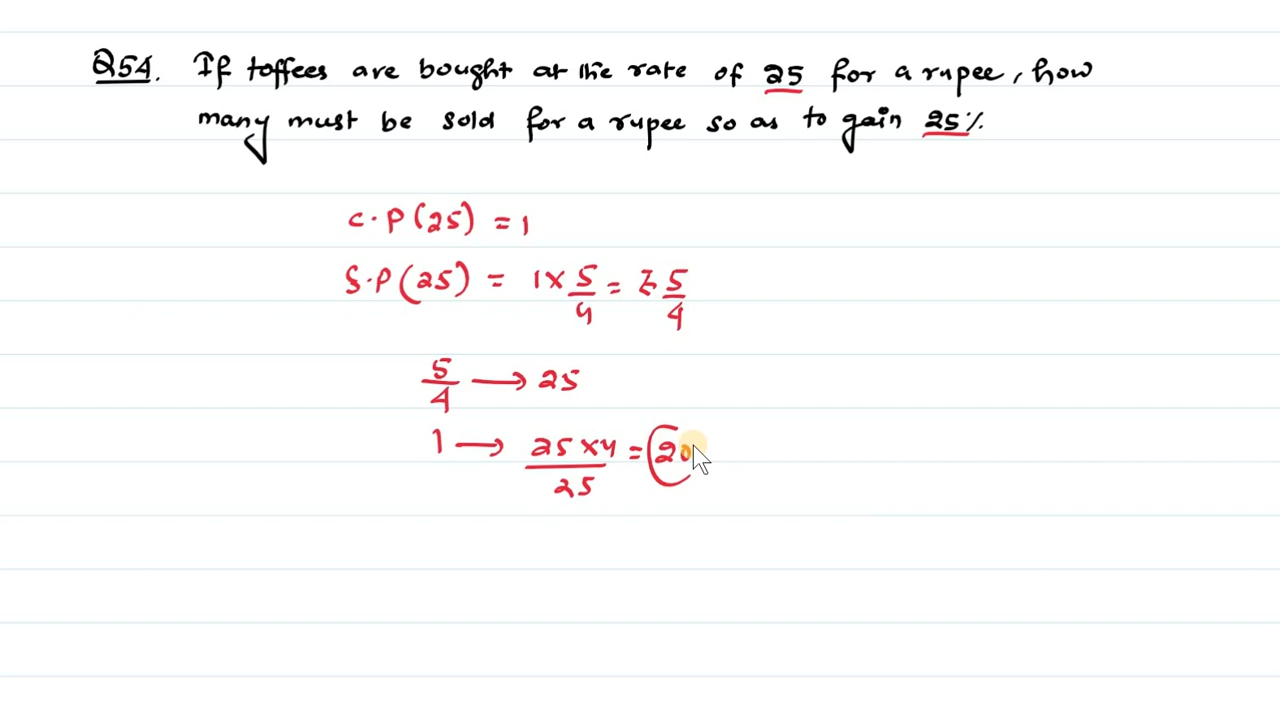 Q54. If toffees are bought at the rate of 25 for a rupee, how
many must be sold for a rupee so as to gain 25%.
C.P(25) = 1
S.P(25) = 1 × 5/4 = ₹ 5/4
5/4 → 25
1 → 25×4/25 = 20